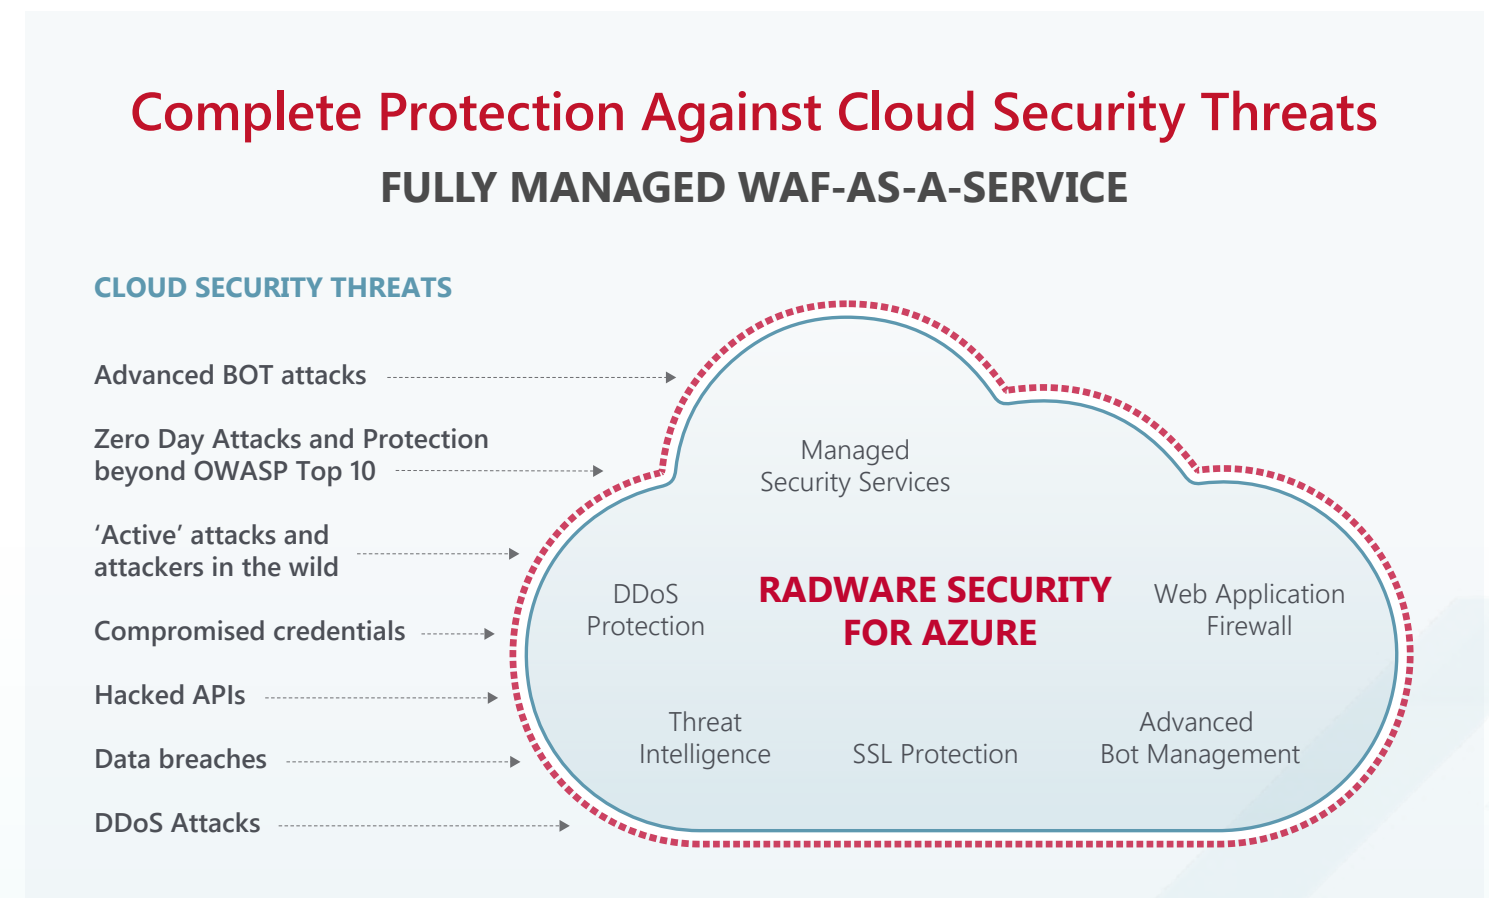 Complete Protection Against Cloud Security Threats
FULLY MANAGED WAF-AS-A-SERVICE
CLOUD SECURITY THREATS
Advanced BOT attacks
Zero Day Attacks and Protection
beyond OWASP Top 10
‘Active’ attacks and
attackers in the wild
Compromised credentials
Hacked APIs
Data breaches
DDoS Attacks
Managed
Security Services
DDoS
Protection
RADWARE SECURITY
FOR AZURE
Web Application
Firewall
Threat
Intelligence
SSL Protection
Advanced
Bot Management